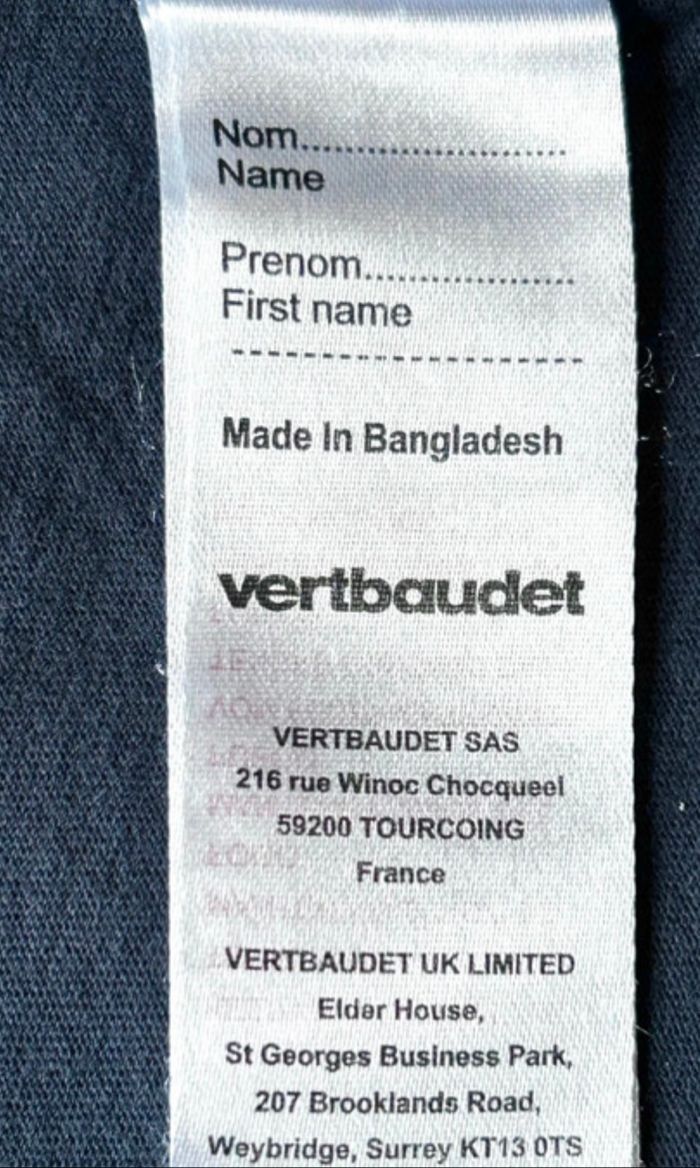 Nom........................
Name
Prenom...................
First name
-------------------------
Made In Bangladesh
vertbaudet
VERTBAUDET SAS
216 rue Winoc Chocqueel
59200 TOURCOING
France
VERTBAUDET UK LIMITED
Elder House,
St Georges Business Park,
207 Brooklands Road,
Weybridge, Surrey KT13 0TS